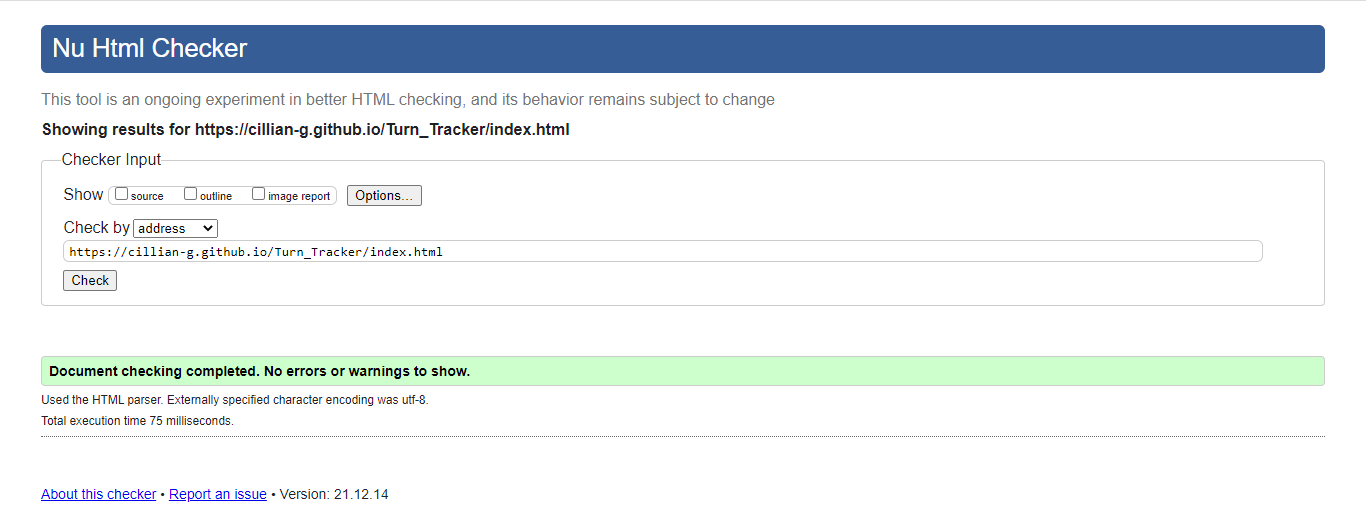 Nu Html Checker
This tool is an ongoing experiment in better HTML checking, and its behavior remains subject to change
Showing results for https://cillian-g.github.io/Turn_Tracker/index.html
Checker Input
Show source outline image report Options...
Check by address
https://cillian-g.github.io/Turn_Tracker/index.html
Check
Document checking completed. No errors or warnings to show.
Used the HTML parser. Externally specified character encoding was utf-8.
Total execution time 75 milliseconds.
About this checker • Report an issue • Version: 21.12.14